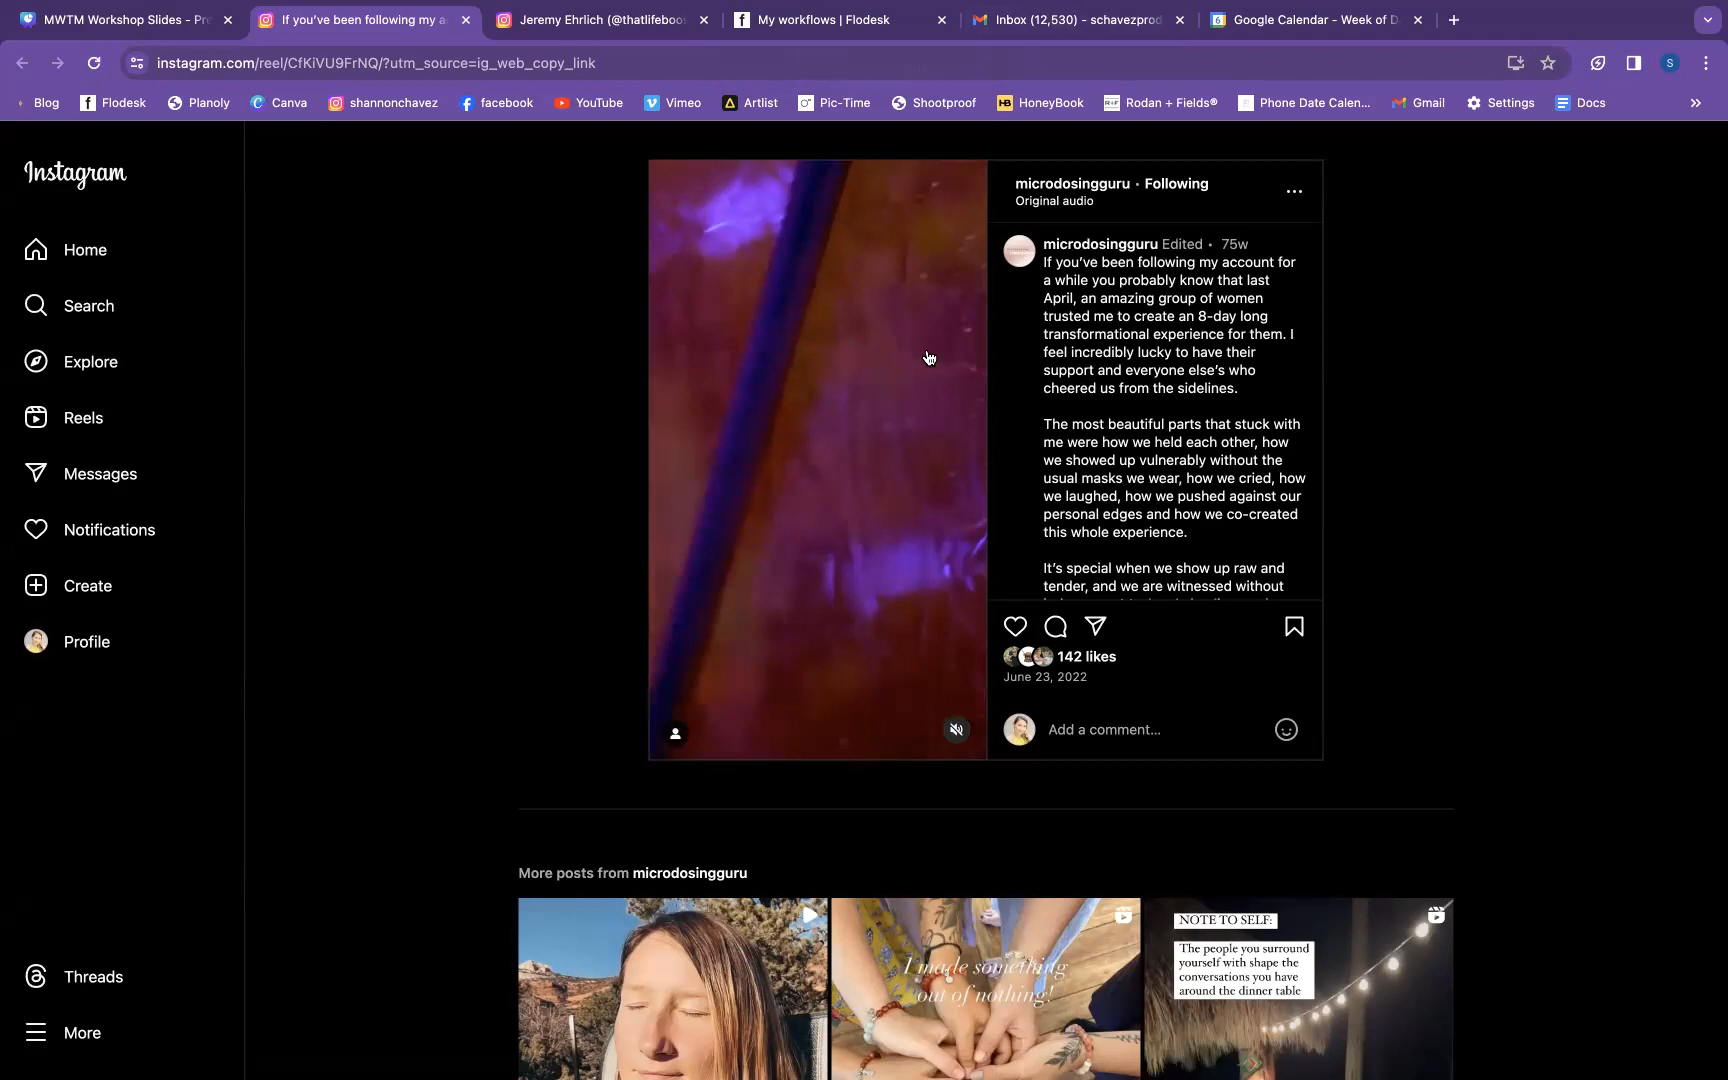 MWTM Workshop Slides - Pre
If you've been following my a
Jeremy Ehrlich (@thatlifeboos
My workflows | Flodesk
Inbox (12,530) - schavezprod
Google Calendar - Week of D
instagram.com/reel/CfKiVU9FrNQ/?utm_source=ig_web_copy_link
S
Blog
Flodesk
Planoly
Canva
shannonchavez
facebook
YouTube
Vimeo
Artlist
Pic-Time
Shootproof
HoneyBook
Rodan + Fields®
Phone Date Calen...
Gmail
Settings
Docs
Instagram
Home
Search
Explore
Reels
Messages
Notifications
Create
Profile
Threads
More
microdosingguru • Following
Original audio
microdosingguru Edited • 75w
If you've been following my account for
a while you probably know that last
April, an amazing group of women
trusted me to create an 8-day long
transformational experience for them. I
feel incredibly lucky to have their
support and everyone else's who
cheered us from the sidelines.
The most beautiful parts that stuck with
me were how we held each other, how
we showed up vulnerably without the
usual masks we wear, how we cried, how
we laughed, how we pushed against our
personal edges and how we co-created
this whole experience.
It's special when we show up raw and
tender, and we are witnessed without
142 likes
June 23, 2022
Add a comment...
More posts from microdosingguru
I made something
out of nothing!
NOTE TO SELF:
The people you surround
yourself with shape the
conversations you have
around the dinner table